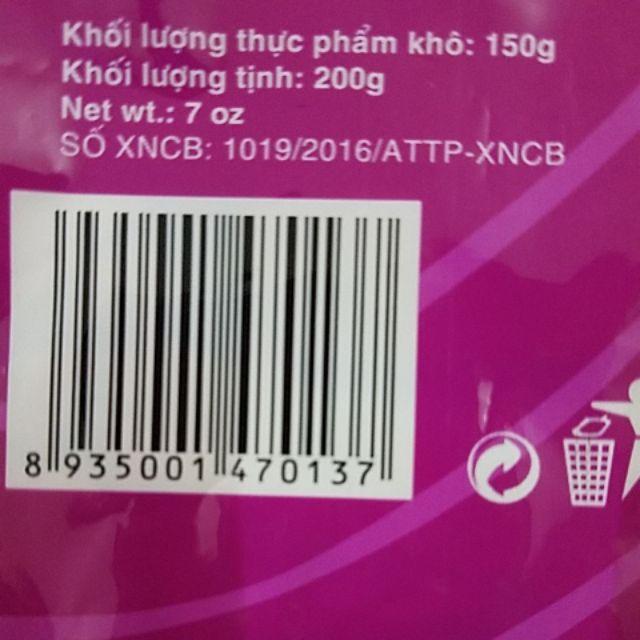 Khối lượng thực phẩm khô: 150g
Khối lượng tịnh: 200g
Net wt.: 7 oz
SỐ XNCB: 1019/2016/ATTP-XNCB
8 935001 470137